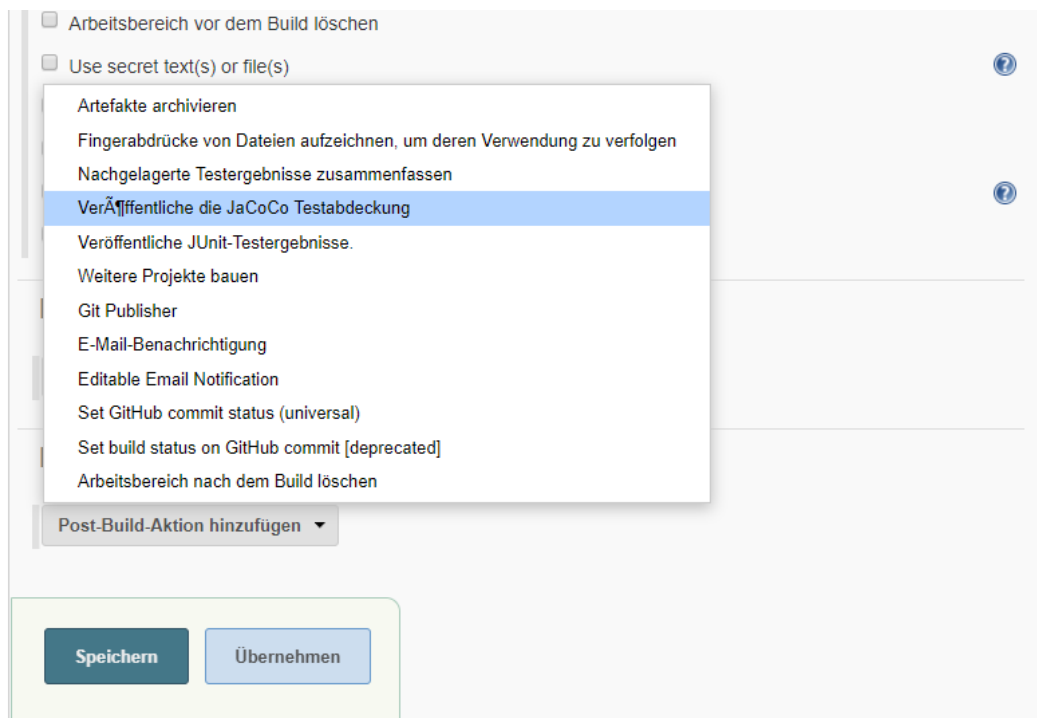 Arbeitsbereich vor dem Build löschen
Use secret text(s) or file(s)
Artefakte archivieren
Fingerabdrücke von Dateien aufzeichnen, um deren Verwendung zu verfolgen
Nachgelagerte Testergebnisse zusammenfassen
VerÃ¶ffentliche die JaCoCo Testabdeckung
Veröffentliche JUnit-Testergebnisse.
Weitere Projekte bauen
Git Publisher
E-Mail-Benachrichtigung
Editable Email Notification
Set GitHub commit status (universal)
Set build status on GitHub commit [deprecated]
Arbeitsbereich nach dem Build löschen
Post-Build-Aktion hinzufügen
Speichern Übernehmen